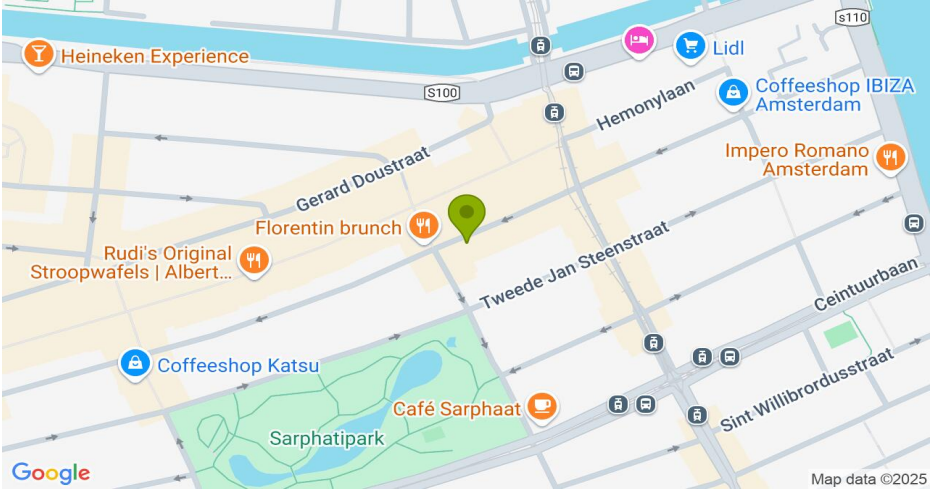 s110
Heineken Experience
Lidl
S100
Coffeeshop IBIZA
Amsterdam
Hemonylaan
Impero Romano
Amsterdam
Gerard Doustraat
Florentin brunch
Rudi's Original
Stroopwafels | Albert...
Tweede Jan Steenstraat
Ceintuurbaan
Coffeeshop Katsu
Café Sarphaat
Sint Willibrordusstraat
Sarphatipark
Google
Map data ©2025